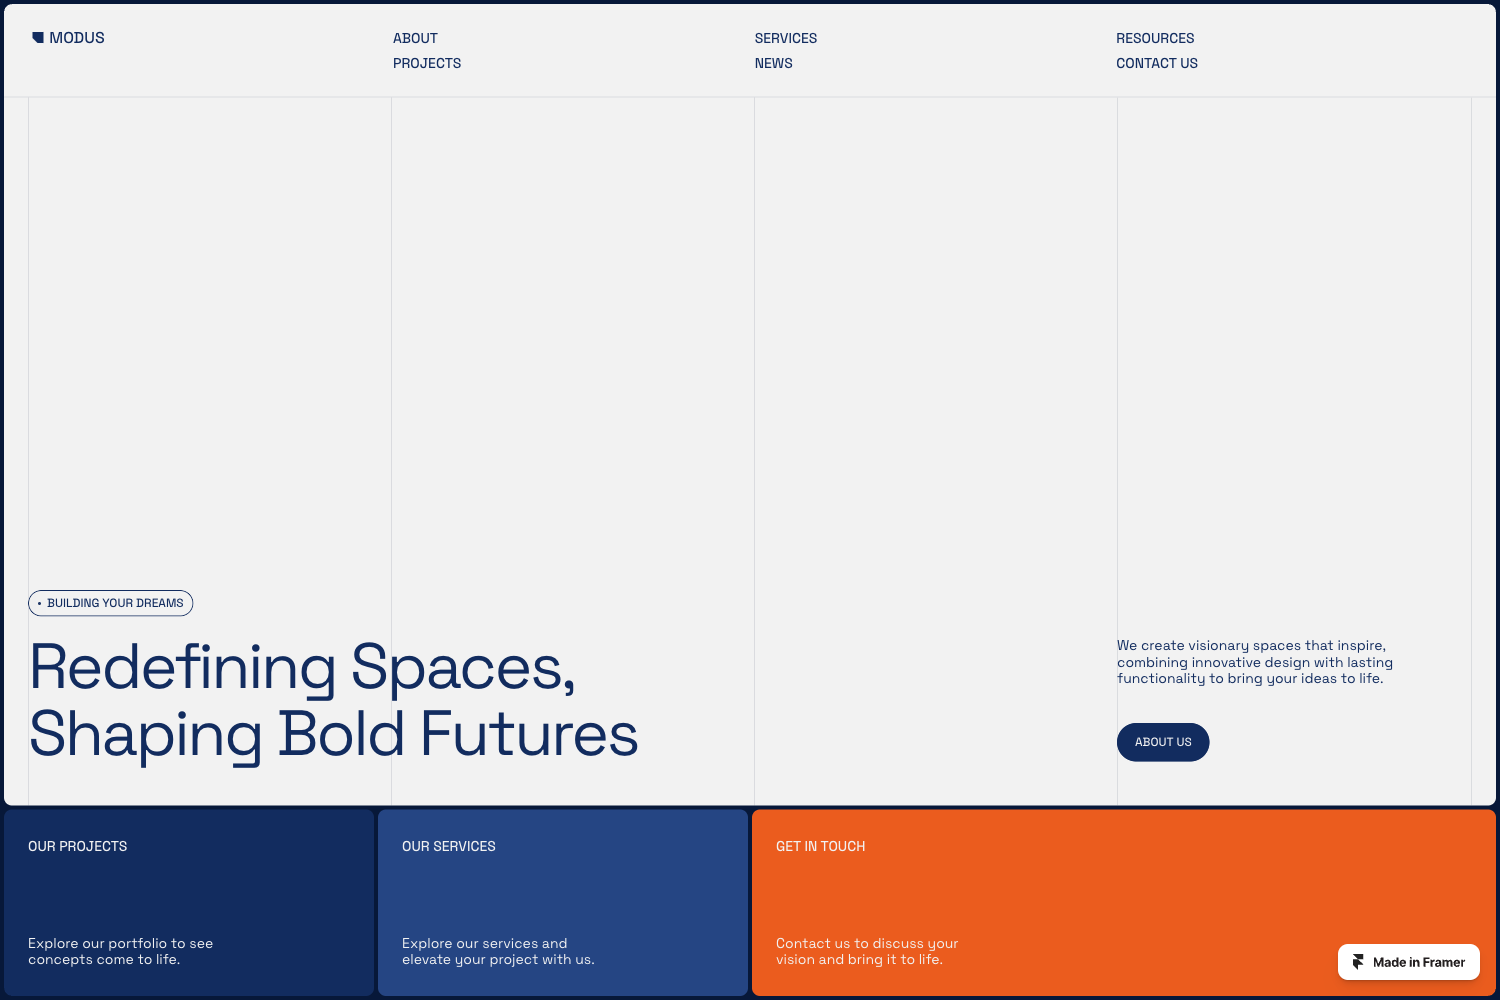 MODUS
ABOUT
PROJECTS
SERVICES
NEWS
RESOURCES
CONTACT US
• BUILDING YOUR DREAMS
Redefining Spaces,
Shaping Bold Futures
We create visionary spaces that inspire,
combining innovative design with lasting
functionality to bring your ideas to life.
ABOUT US
OUR PROJECTS
Explore our portfolio to see
concepts come to life.
OUR SERVICES
Explore our services and
elevate your project with us.
GET IN TOUCH
Contact us to discuss your
vision and bring it to life.
Made in Framer